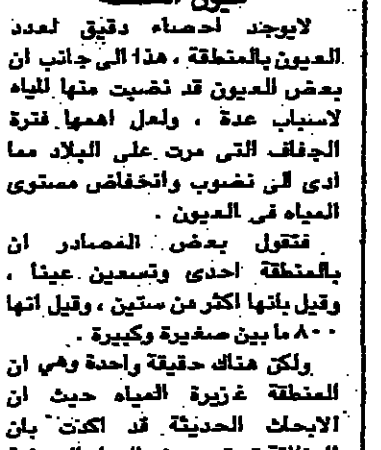 لايوجد احصاء دقيق لعدد
العيون بالمنطقة ، هذا الى جانب ان
بعض العيون قد نضبت منها المياه
لاسباب عدة ، ولعل اهمها فترة
الجفاف التى مرت على البلاد مما
ادى الى نضوب وانخفاض مستوى
المياه فى العيون .
فتقول بعض المصادر ان
بالمنطقة احدى وتسعين عينا ،
وقيل بانها اكثر من ستين ، وقيل انها
٨٠٠ ما بين صغيرة وكبيرة .
ولكن هناك حقيقة واحدة وهي ان
المنطقة غزيرة المياه حيث ان
الابحاث الحديثة قد اكدت بان